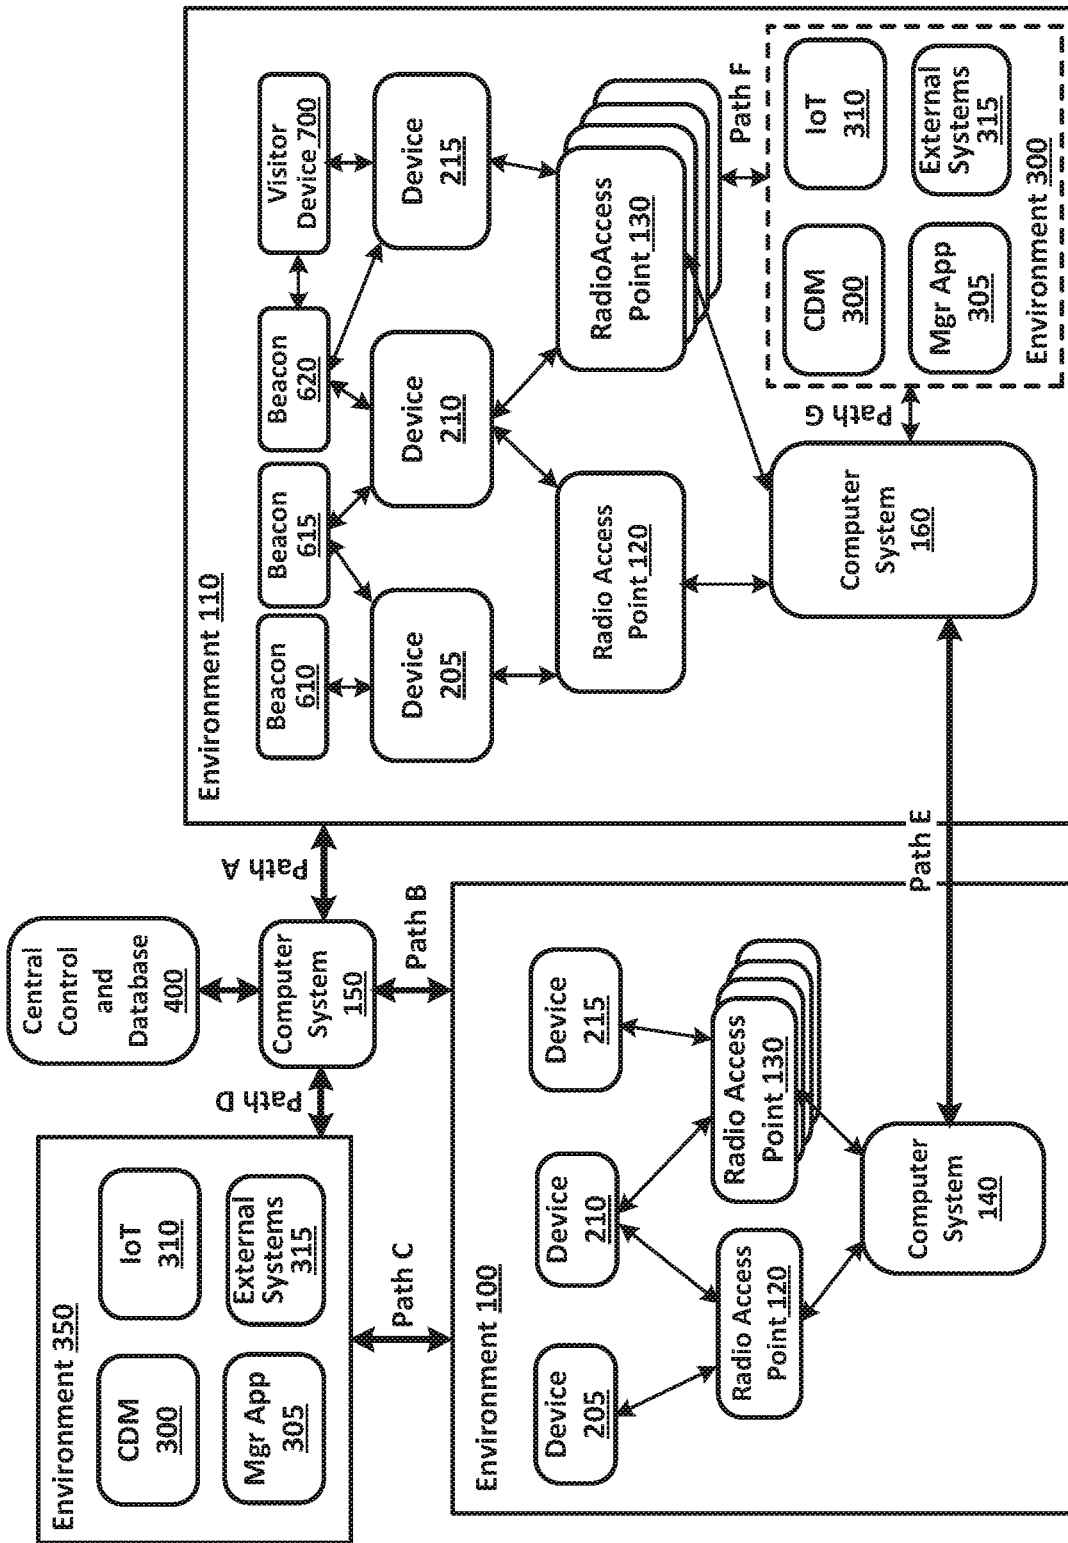 Environment 350
CDM
300
IoT
310
Mgr App
305
External
Systems
315
Path D
Path C
Central
Control
and
Database
400
Computer
System
150
Path A
Path B
Environment 100
Device
205
Device
210
Device
215
Radio Access
Point 120
Radio Access
Point 130
Computer
System
140
Path E
Environment 110
Beacon
610
Beacon
615
Beacon
620
Visitor
Device 700
Device
205
Device
210
Device
215
Radio Access
Point 120
RadioAccess
Point 130
Computer
System
160
Path G
Path F
CDM
300
IoT
310
Mgr App
305
External
Systems 315
Environment 300